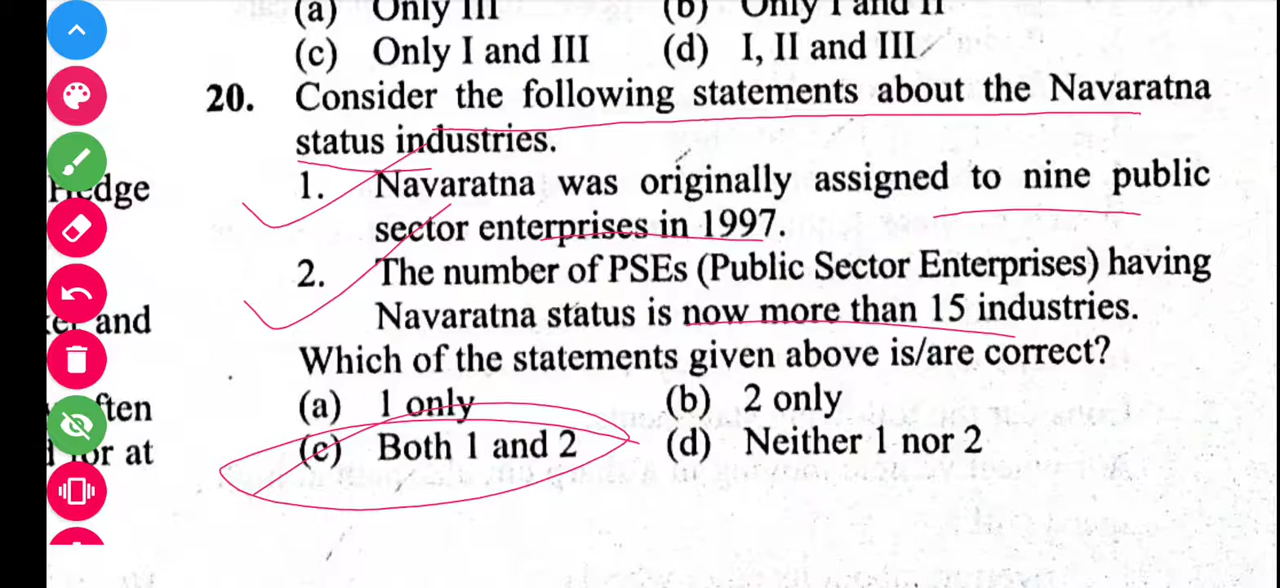 (a) Only III (b) Only I and II
(c) Only I and III (d) I, II and III
20. Consider the following statements about the Navaratna
status industries.
1. Navaratna was originally assigned to nine public
sector enterprises in 1997.
2. The number of PSEs (Public Sector Enterprises) having
Navaratna status is now more than 15 industries.
Which of the statements given above is/are correct?
(a) 1 only (b) 2 only
(c) Both 1 and 2 (d) Neither 1 nor 2
and
or at